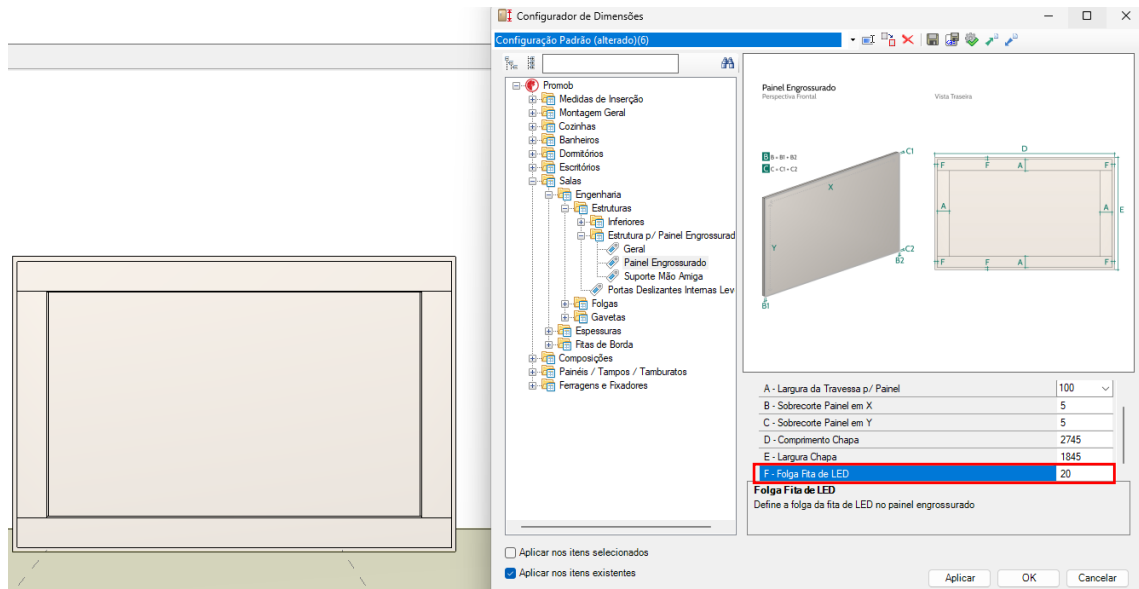 Configurador de Dimensões
Configuração Padrão (alterado)(6)
Promob
Medidas de Inserção
Montagem Geral
Cozinhas
Banheiros
Dormitórios
Escritórios
Salas
Engenharia
Estruturas
Inferiores
Estrutura p/ Painel Engrossurad
Geral
Painel Engrossurado
Suporte Mão Amiga
Portas Deslizantes Internas Lev
Folgas
Gavetas
Espessuras
Fitas de Borda
Composições
Painéis / Tampos / Tamburatos
Ferragens e Fixadores
Painel Engrossurado
Perspectiva Frontal
Vista Traseira
B B + B1 + B2
C C + C1 + C2
C1
X
Y
C2
B2
B1
D
F F A F
A A E
F F A F
A - Largura da Travessa p/ Painel 100
B - Sobrecorte Painel em X 5
C - Sobrecorte Painel em Y 5
D - Comprimento Chapa 2745
E - Largura Chapa 1845
F - Folga Fita de LED 20
Folga Fita de LED
Define a folga da fita de LED no painel engrossurado
Aplicar nos itens selecionados
Aplicar nos itens existentes
Aplicar OK Cancelar